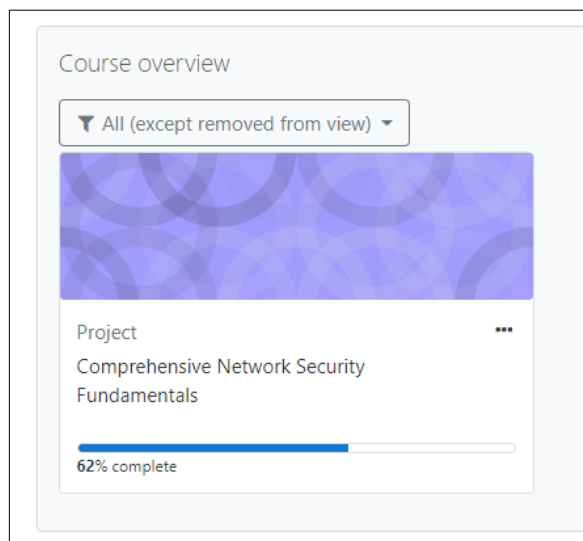 Course overview
All (except removed from view)
Project
Comprehensive Network Security
Fundamentals
62% complete